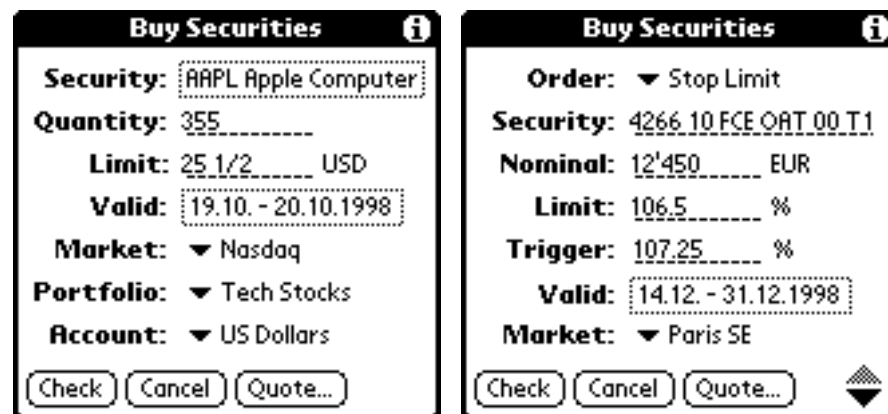 Buy Securities
Security: AAPL Apple Computer
Quantity: 355
Limit: 25 1/2 USD
Valid: 19.10. - 20.10.1998
Market: Nasdaq
Portfolio: Tech Stocks
Account: US Dollars
Check Cancel Quote...
Buy Securities
Order: Stop Limit
Security: 4266 10 FCE OAT 00 T1
Nominal: 12'450 EUR
Limit: 106.5 %
Trigger: 107.25 %
Valid: 14.12. - 31.12.1998
Market: Paris SE
Check Cancel Quote...